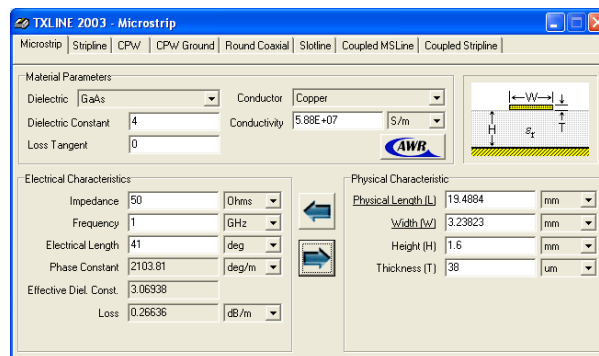 TXLINE 2003 - Microstrip
Microstrip Stripline CPW CPW Ground Round Coaxial Slotline Coupled MSLine Coupled Stripline
Material Parameters
Dielectric GaAs Conductor Copper
Dielectric Constant 4 Conductivity 5.88E+07 S/m
Loss Tangent 0 AWR
W
H εr T
Electrical Characteristics Physical Characteristic
Impedance 50 Ohms Physical Length (L) 19.4884 mm
Frequency 1 GHz Width (W) 3.23823 mm
Electrical Length 41 deg Height (H) 1.6 mm
Phase Constant 2103.81 deg/m Thickness (T) 38 um
Effective Diel. Const. 3.06938
Loss 0.26636 dB/m